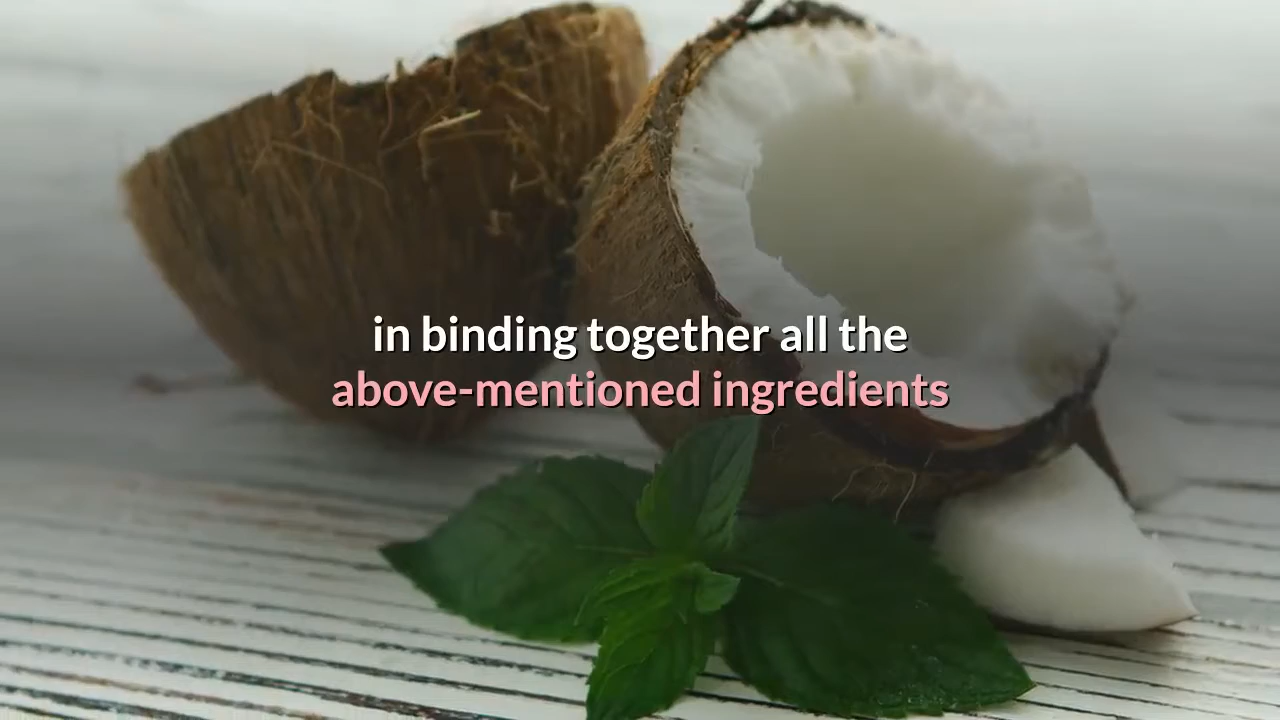 in binding together all the
above-mentioned ingredients